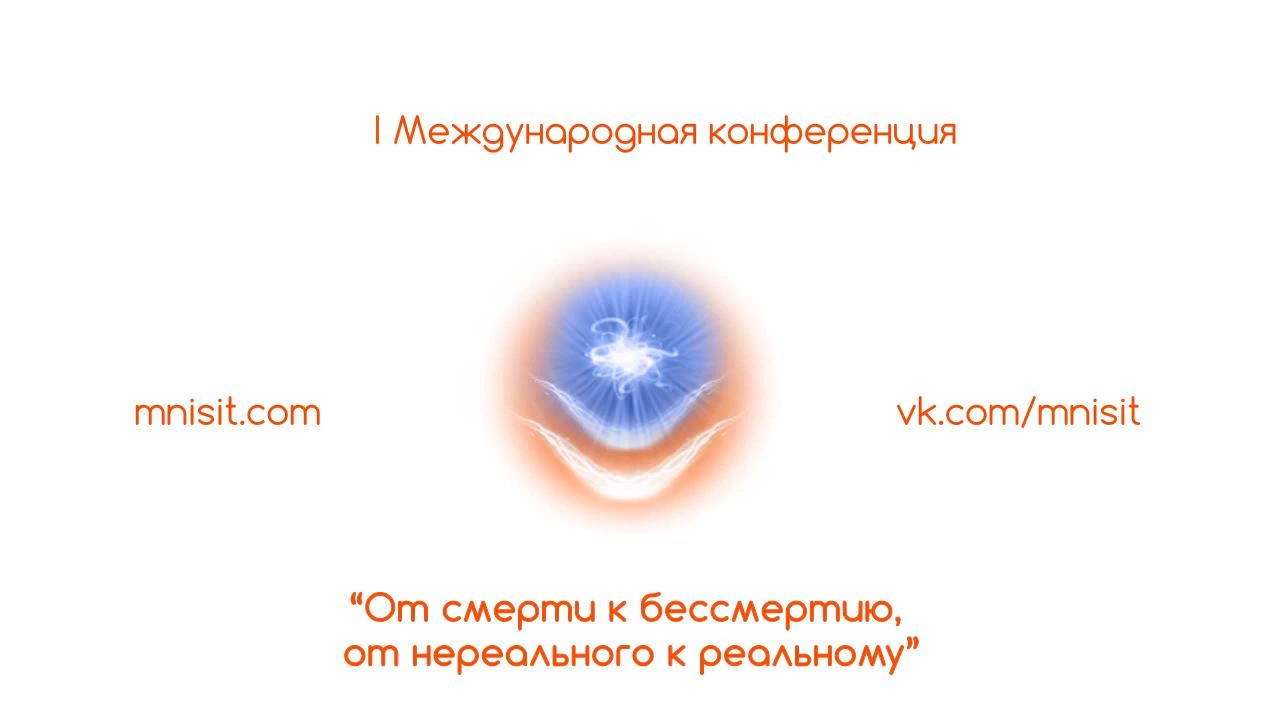 I Международная конференция
mnisit.com
vk.com/mnisit
“От смерти к бессмертию,
от нереального к реальному”